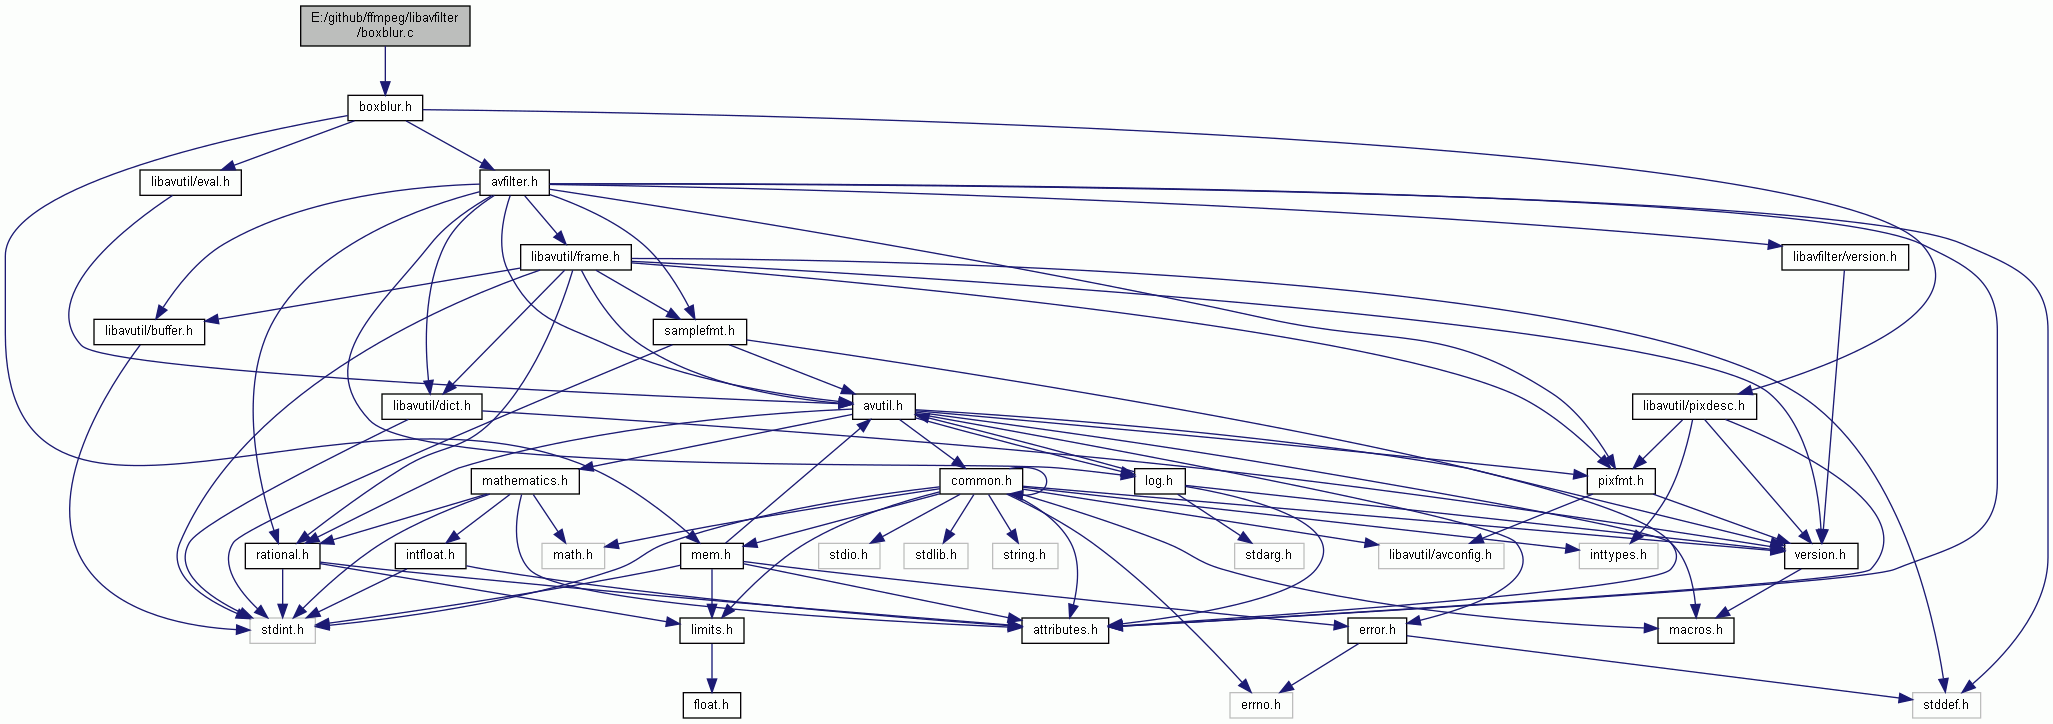 E:/github/ffmpeg/libavfilter
/boxblur.c
boxblur.h
libavutil/eval.h
avfilter.h
libavutil/frame.h
libavfilter/version.h
libavutil/buffer.h
samplefmt.h
libavutil/dict.h
avutil.h
libavutil/pixdesc.h
mathematics.h
common.h
log.h
pixfmt.h
rational.h
intfloat.h
math.h
mem.h
stdio.h
stdlib.h
string.h
stdarg.h
libavutil/avconfig.h
inttypes.h
version.h
stdint.h
limits.h
attributes.h
error.h
macros.h
float.h
errno.h
stddef.h